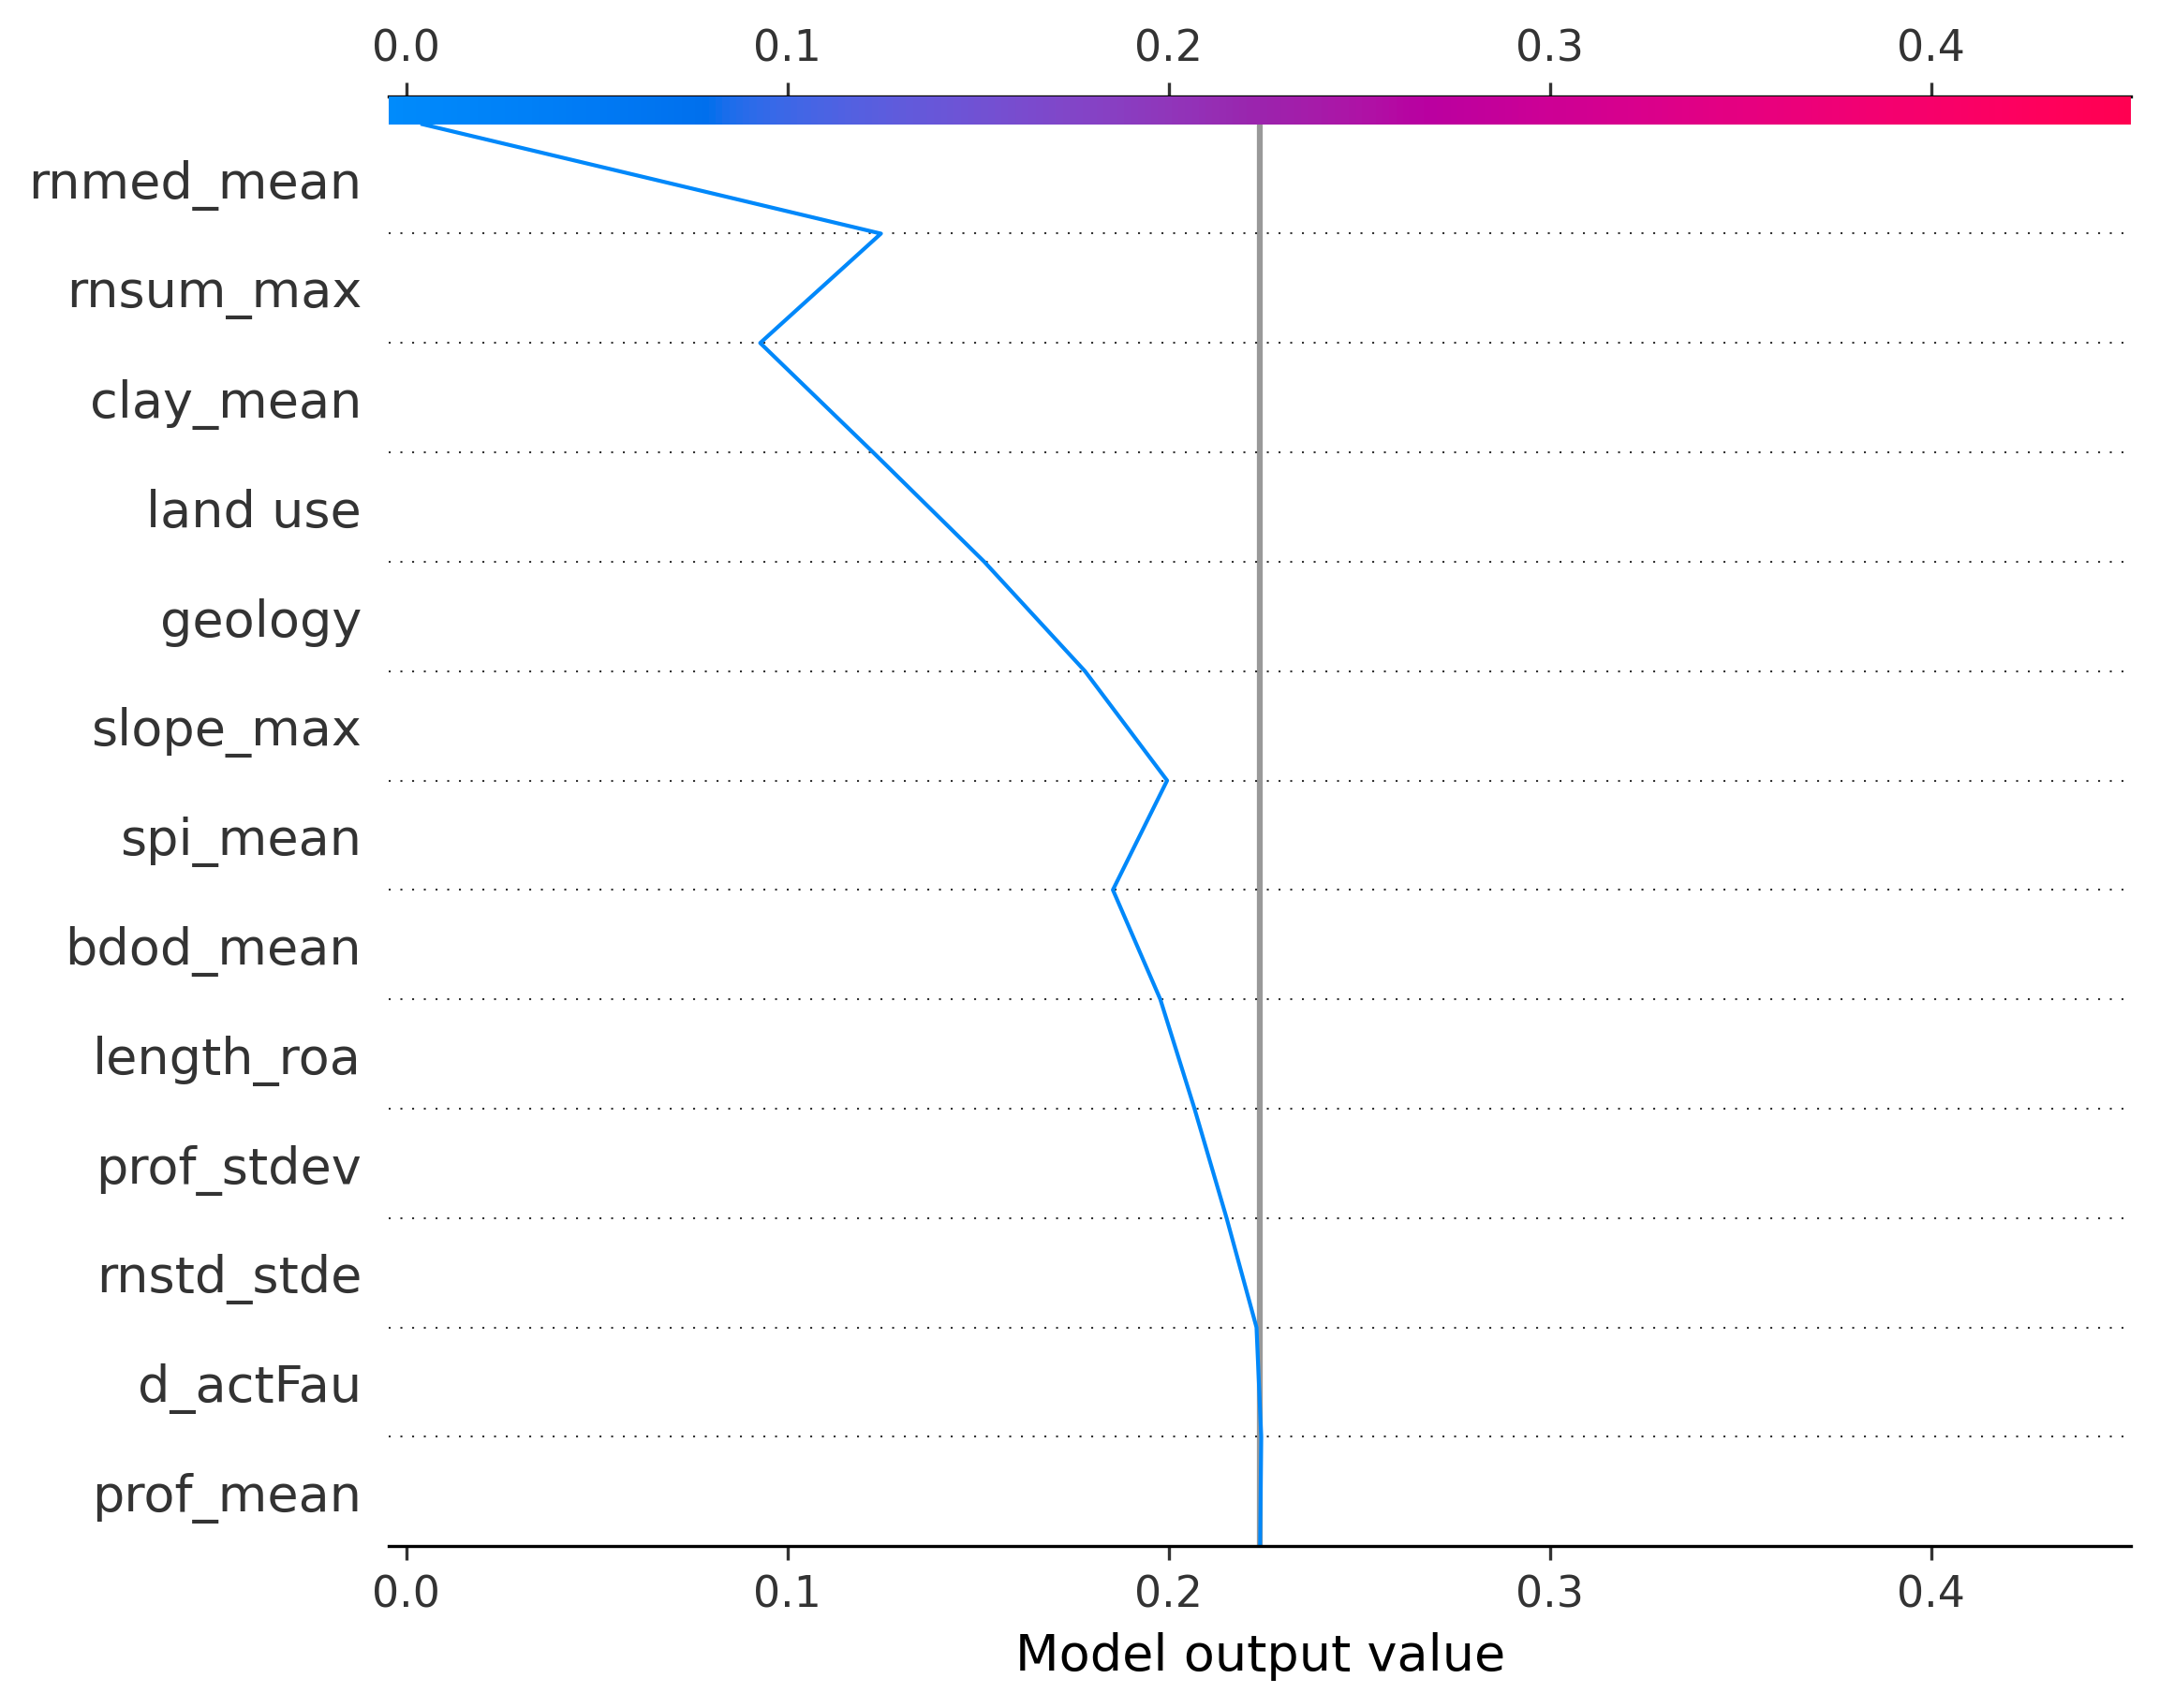 0.0 0.1 0.2 0.3 0.4
rnmed_mean
rnsum_max
clay_mean
land use
geology
slope_max
spi_mean
bdod_mean
length_roa
prof_stdev
rnstd_stde
d_actFau
prof_mean
0.0 0.1 0.2 0.3 0.4
Model output value